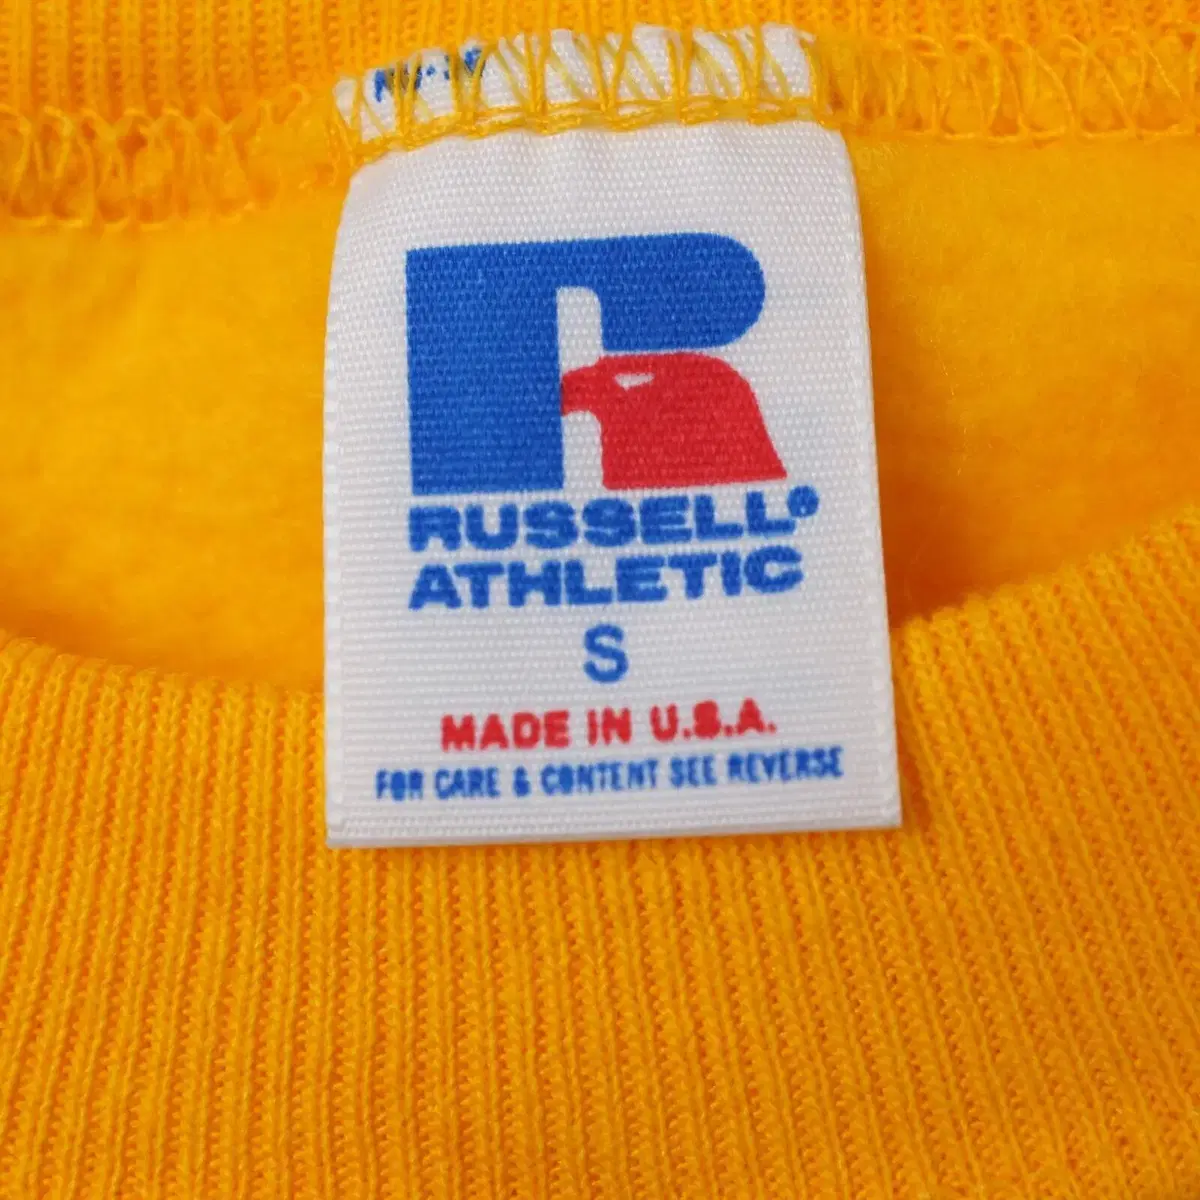 R
RUSSELL®
ATHLETIC
S
MADE IN U.S.A.
FOR CARE & CONTENT SEE REVERSE